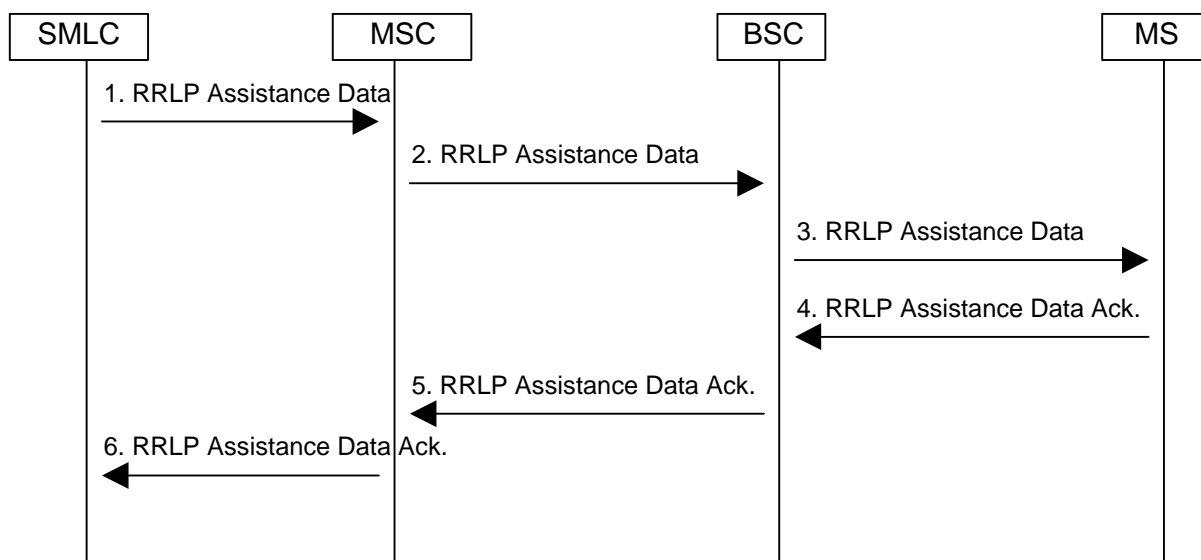 SMLC
MSC
BSC
MS
1. RRLP Assistance Data
2. RRLP Assistance Data
3. RRLP Assistance Data
4. RRLP Assistance Data Ack.
5. RRLP Assistance Data Ack.
6. RRLP Assistance Data Ack.